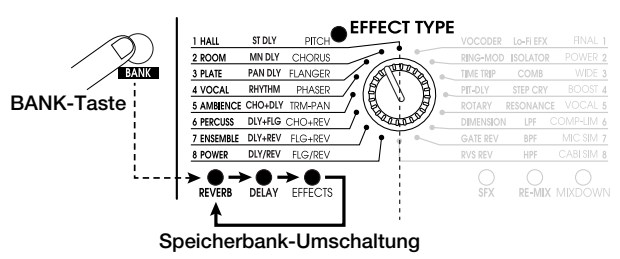 EFFECT TYPE
1 HALL ST DLY PITCH VOCODER Lo-Fi EFX FINAL 1
2 ROOM MN DLY CHORUS RING-MOD ISOLATOR POWER 2
3 PLATE PAN DLY FLANGER TIME TRIP COMB WIDE 3
4 VOCAL RHYTHM PHASER PIT-DLY STEP CRY BOOST 4
5 AMBIENCE CHO+DLY TRM-PAN ROTARY RESONANCE VOCAL 5
6 PERCUSS DLY+FLG CHO+REV DIMENSION LPF COMP-LIM 6
7 ENSEMBLE DLY+REV FLG+REV GATE REV BPF MIC SIM 7
8 POWER DLY/REV FLG/REV RVS REV HPF CABI SIM 8
BANK
BANK-Taste
REVERB DELAY EFFECTS SFX RE-MIX MIXDOWN
Speicherbank-Umschaltung